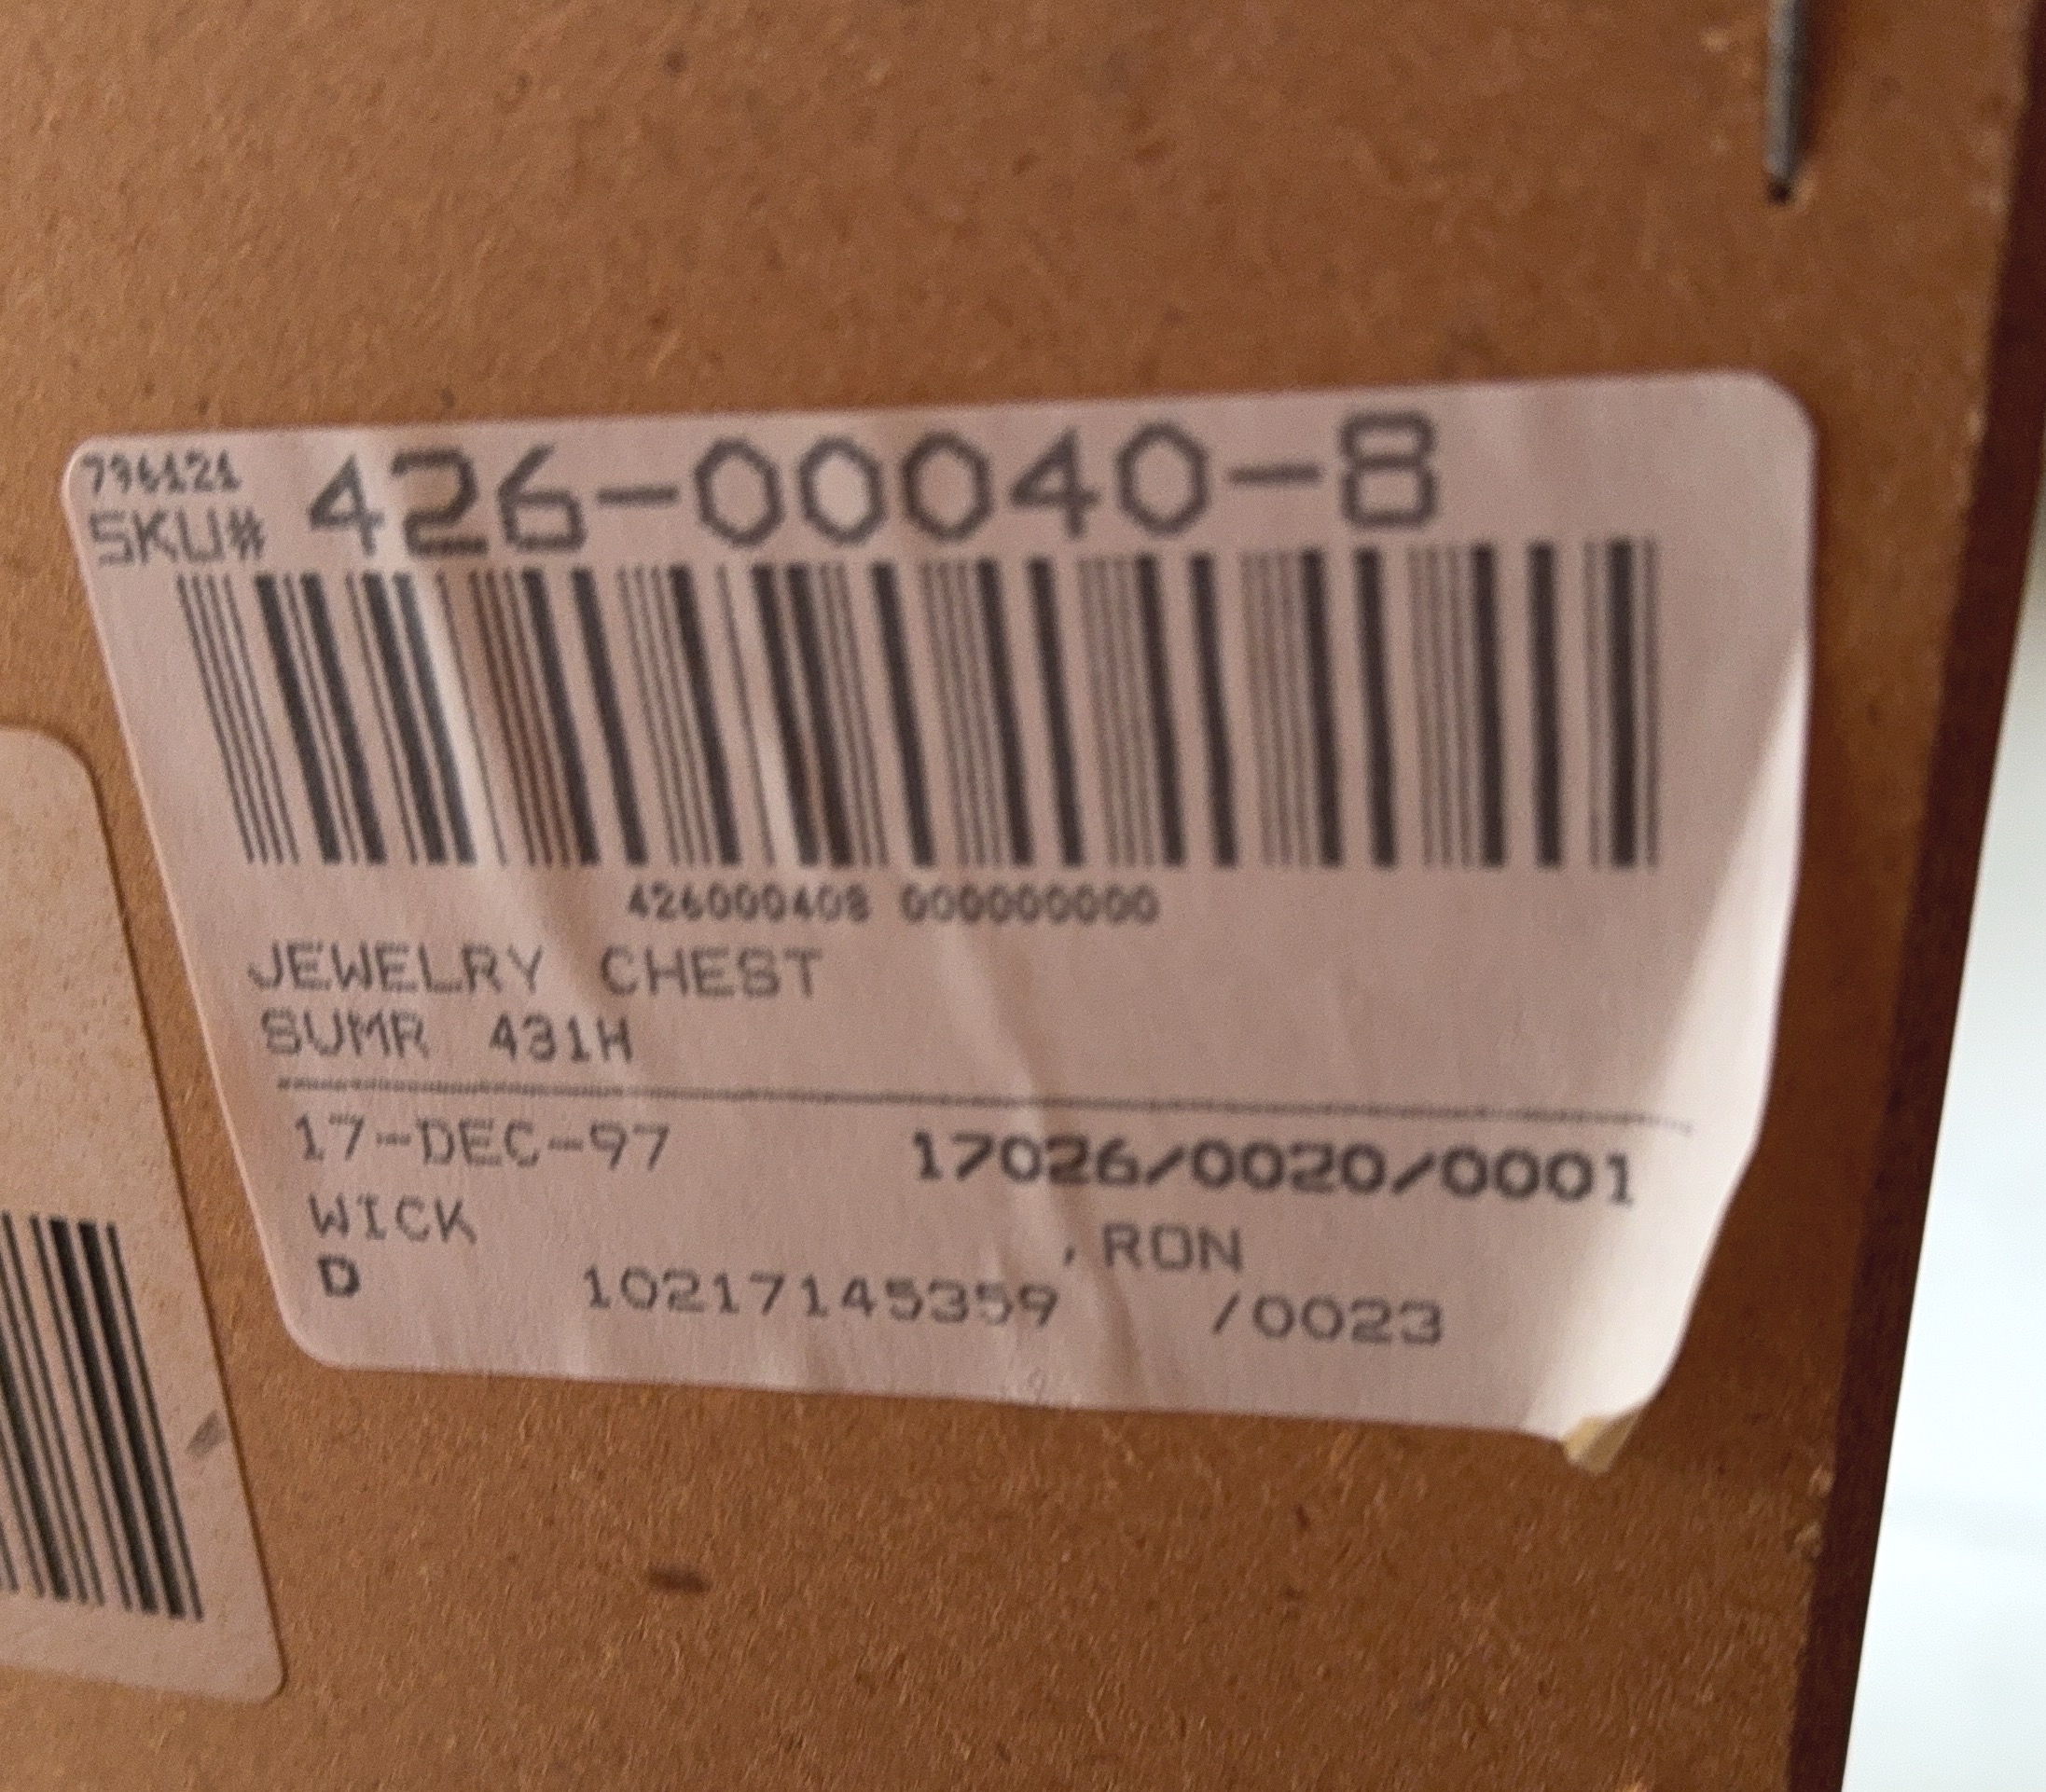 736121
SKU# 426-00040-8
426000408 000000000
JEWELRY CHEST
SUMR 431H
17-DEC-97 17026/0020/0001
WICK , RON
D 10217145359 /0023